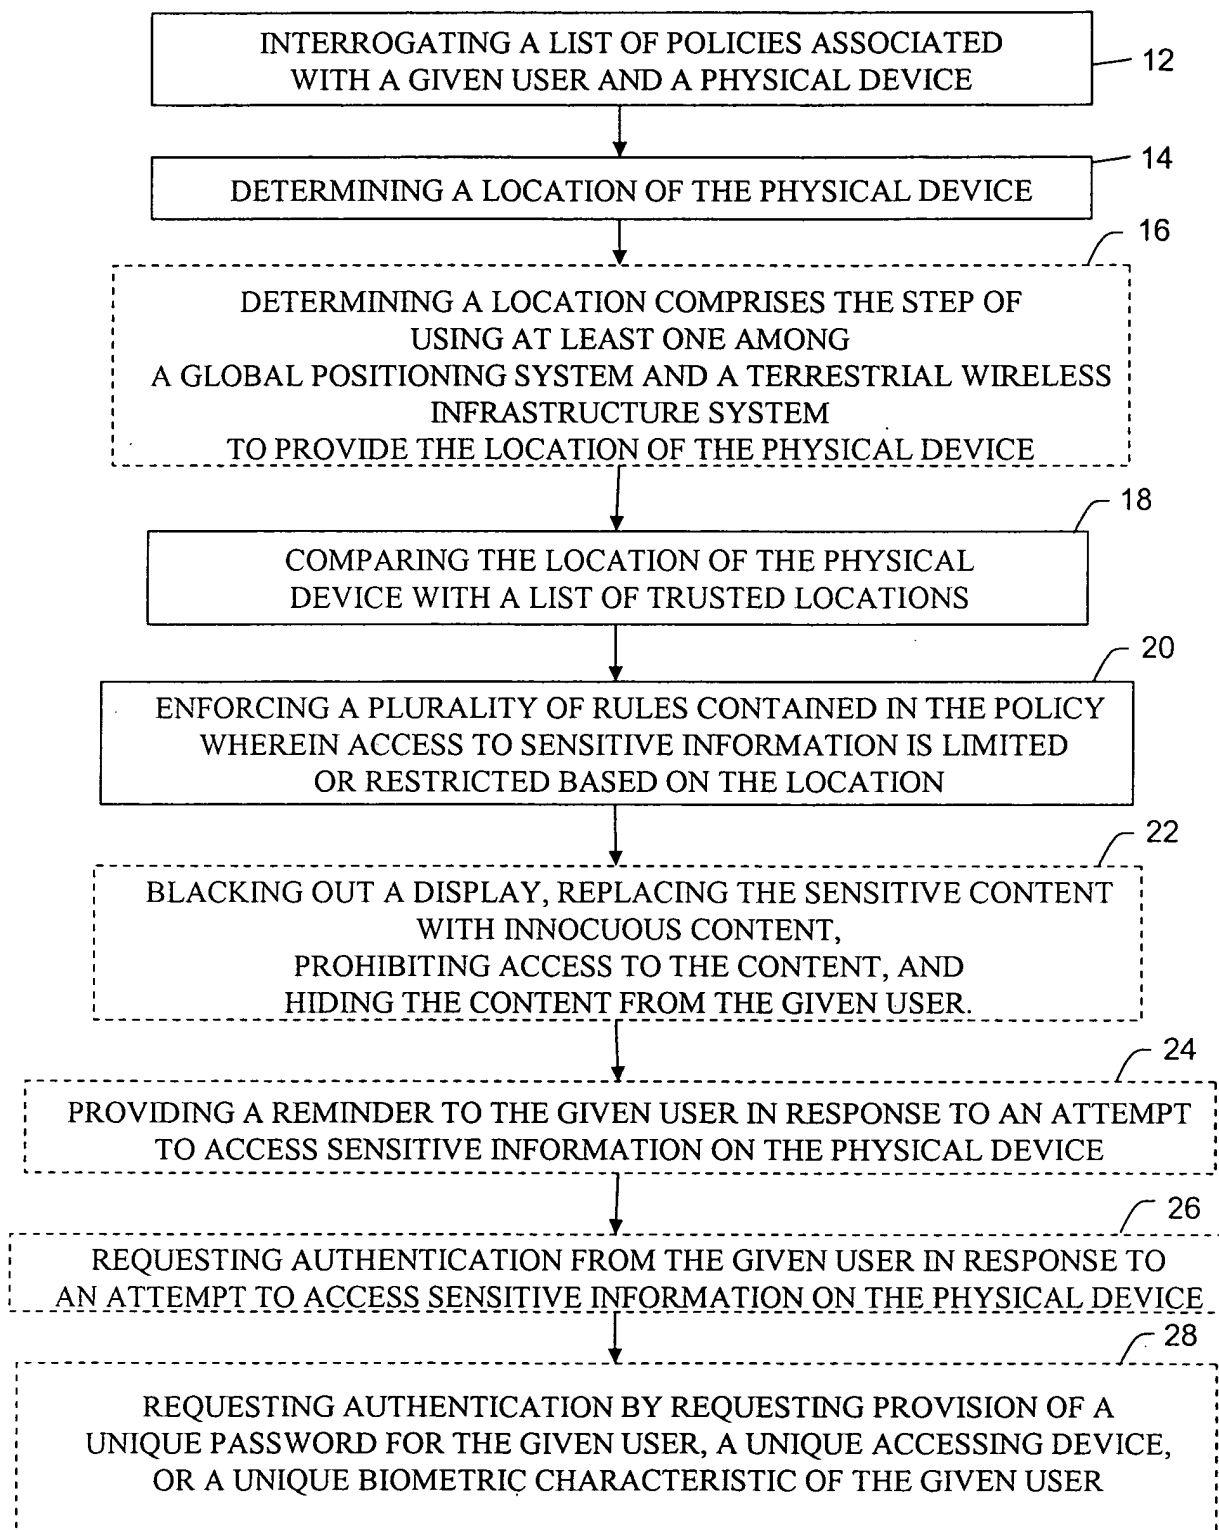 INTERROGATING A LIST OF POLICIES ASSOCIATED
WITH A GIVEN USER AND A PHYSICAL DEVICE
12
14
DETERMINING A LOCATION OF THE PHYSICAL DEVICE
16
DETERMINING A LOCATION COMPRISES THE STEP OF
USING AT LEAST ONE AMONG
A GLOBAL POSITIONING SYSTEM AND A TERRESTRIAL WIRELESS
INFRASTRUCTURE SYSTEM
TO PROVIDE THE LOCATION OF THE PHYSICAL DEVICE
18
COMPARING THE LOCATION OF THE PHYSICAL
DEVICE WITH A LIST OF TRUSTED LOCATIONS
20
ENFORCING A PLURALITY OF RULES CONTAINED IN THE POLICY
WHEREIN ACCESS TO SENSITIVE INFORMATION IS LIMITED
OR RESTRICTED BASED ON THE LOCATION
22
BLACKING OUT A DISPLAY, REPLACING THE SENSITIVE CONTENT
WITH INNOCUOUS CONTENT,
PROHIBITING ACCESS TO THE CONTENT, AND
HIDING THE CONTENT FROM THE GIVEN USER.
24
PROVIDING A REMINDER TO THE GIVEN USER IN RESPONSE TO AN ATTEMPT
TO ACCESS SENSITIVE INFORMATION ON THE PHYSICAL DEVICE
26
REQUESTING AUTHENTICATION FROM THE GIVEN USER IN RESPONSE TO
AN ATTEMPT TO ACCESS SENSITIVE INFORMATION ON THE PHYSICAL DEVICE
28
REQUESTING AUTHENTICATION BY REQUESTING PROVISION OF A
UNIQUE PASSWORD FOR THE GIVEN USER, A UNIQUE ACCESSING DEVICE,
OR A UNIQUE BIOMETRIC CHARACTERISTIC OF THE GIVEN USER